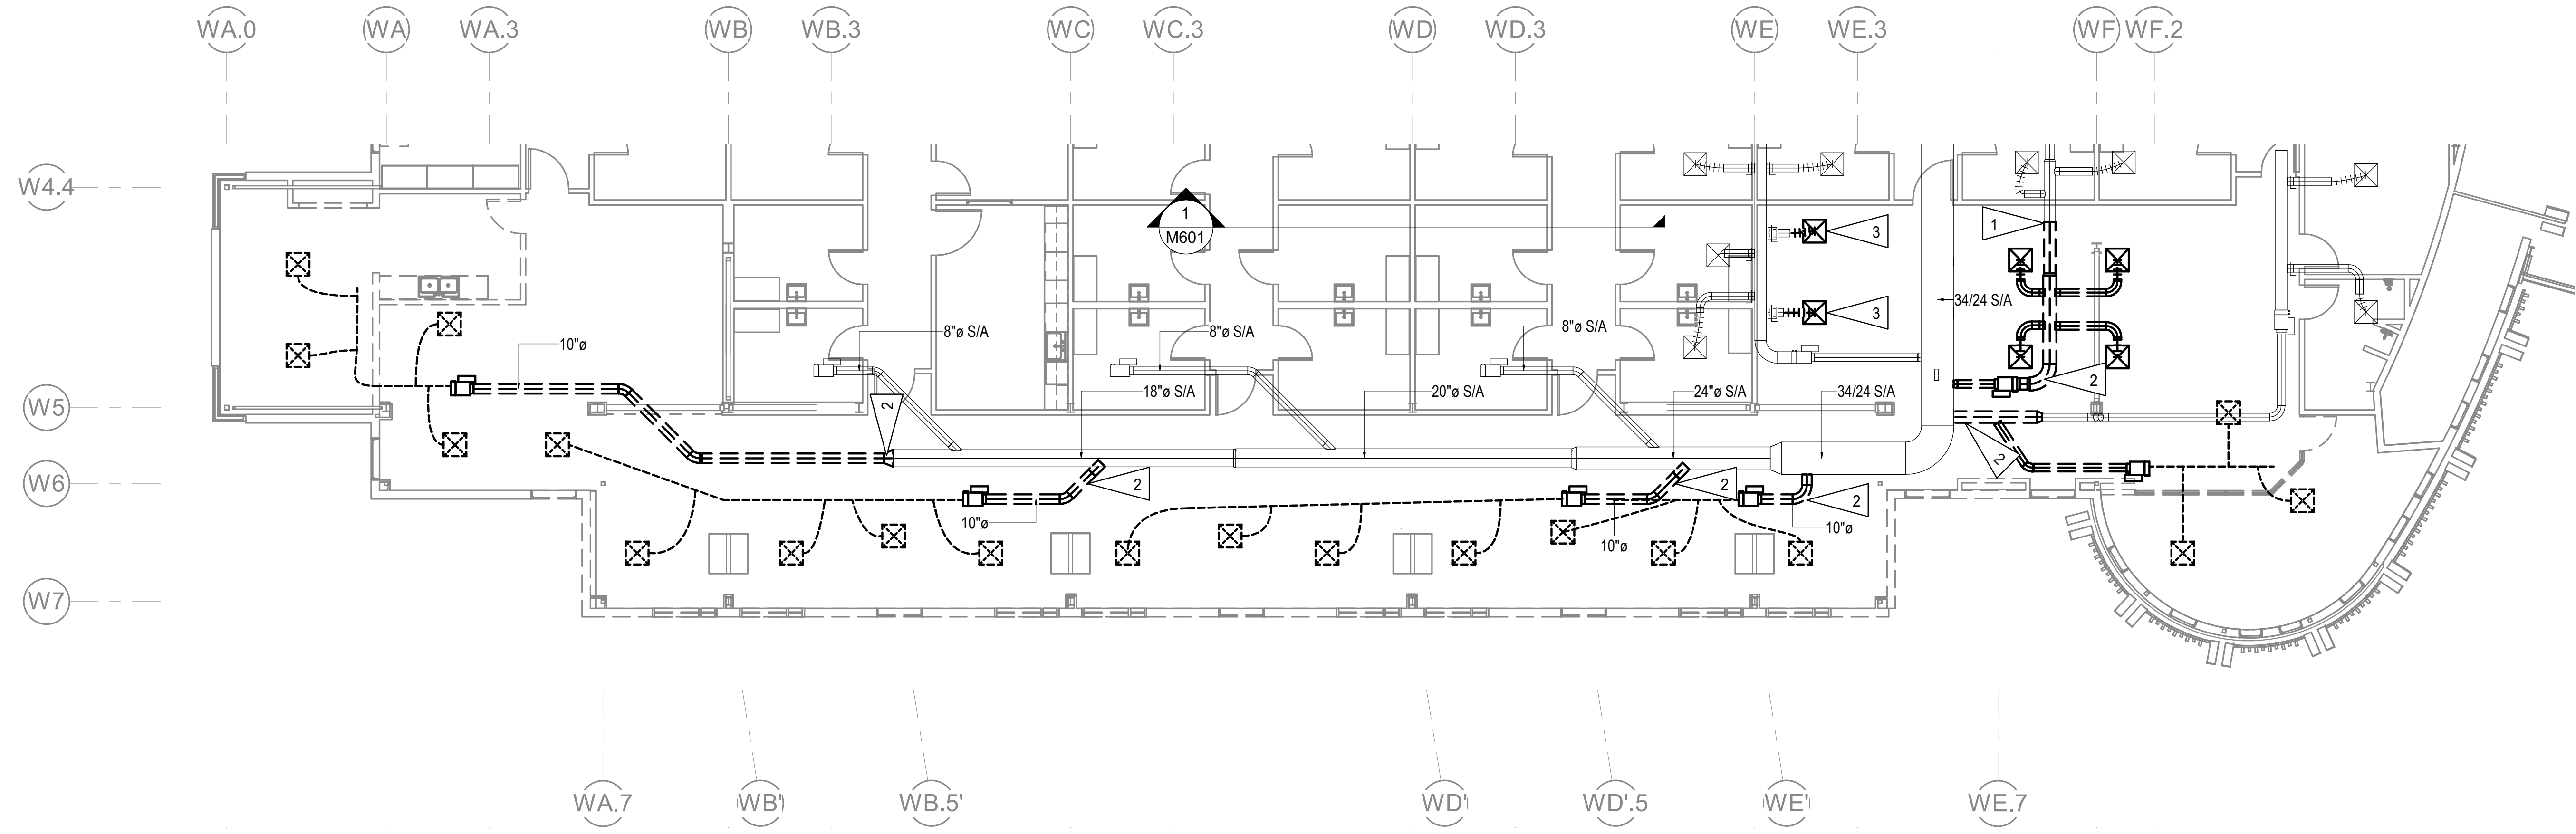 WA.0 WA WA.3 WB WB.3 WC WC.3 WD WD.3 WE WE.3 WF WF.2
W4.4
1
M601
3
1
34/24 S/A
3
8"ø S/A
8"ø S/A
8"ø S/A
10"ø
2
2
18"ø S/A
20"ø S/A
24"ø S/A
34/24 S/A
W5
2
W6
2
2
2
10"ø
10"ø
10"ø
W7
WA.7 WB' WB.5' WD' WD'.5 WE' WE.7